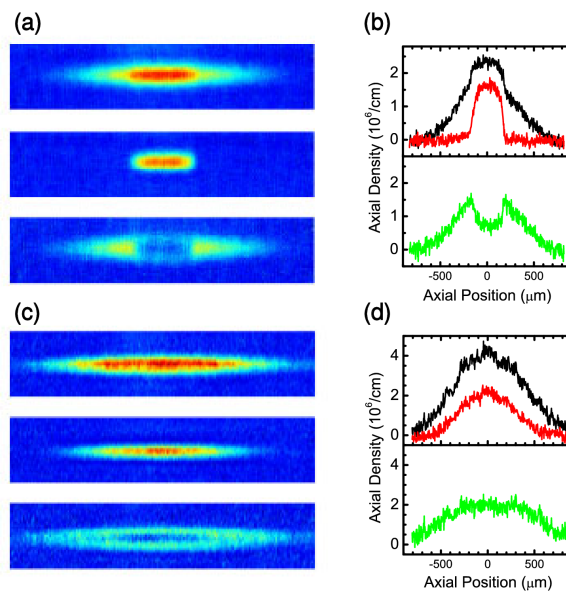 (a)
(b)
2
1
0
Axial Density (10⁶/cm)
2
1
0
-500 0 500
Axial Position (μm)
(c)
(d)
4
2
0
Axial Density (10⁶/cm)
4
2
0
-500 0 500
Axial Position (μm)